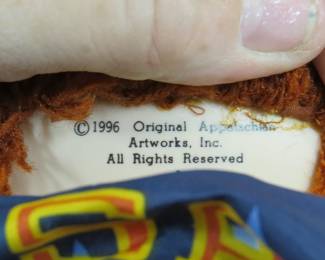 ©1996 Original Appalachian
Artworks, Inc.
All Rights Reserved